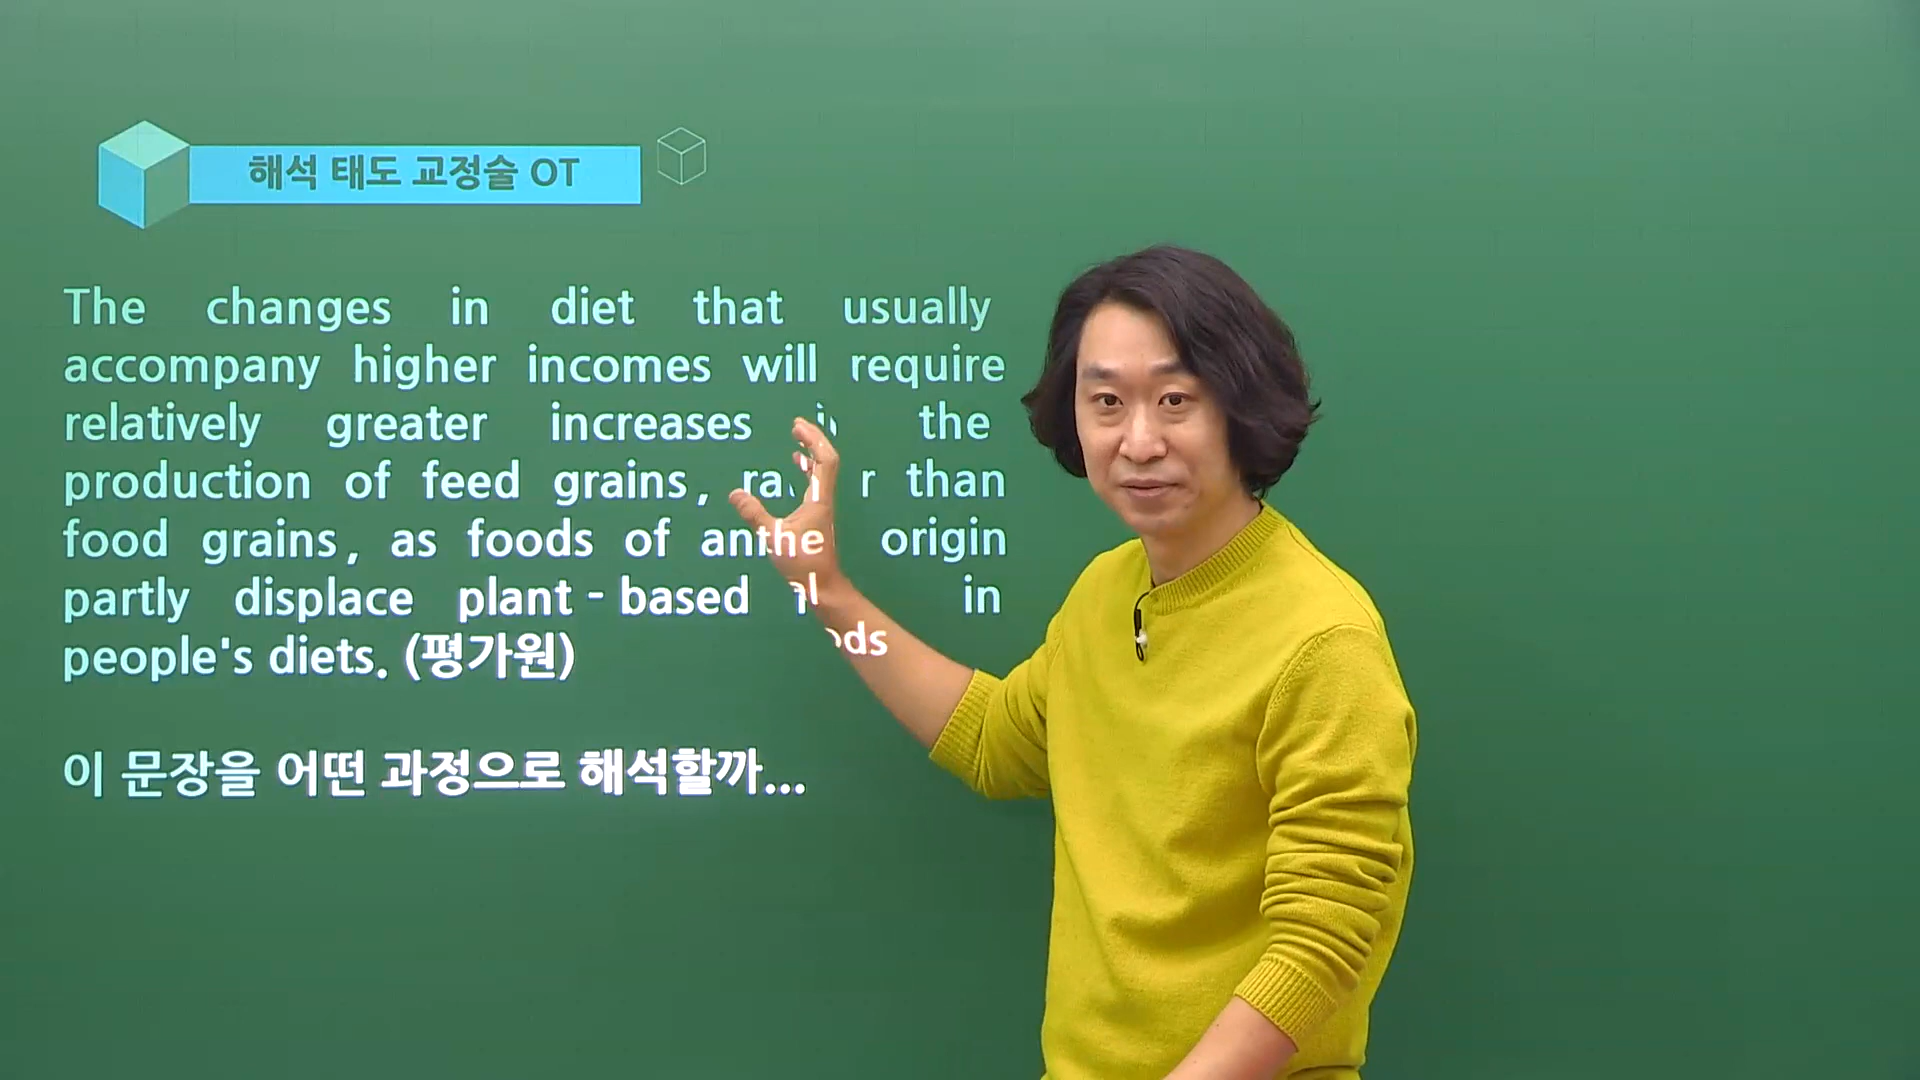 해석 태도 교정술 OT
The changes in diet that usually
accompany higher incomes will require
relatively greater increases the
production of feed grains, than
food grains, as foods of origin
partly displace plant-based in
people's diets. (평가원)
이 문장을 어떤 과정으로 해석할까...